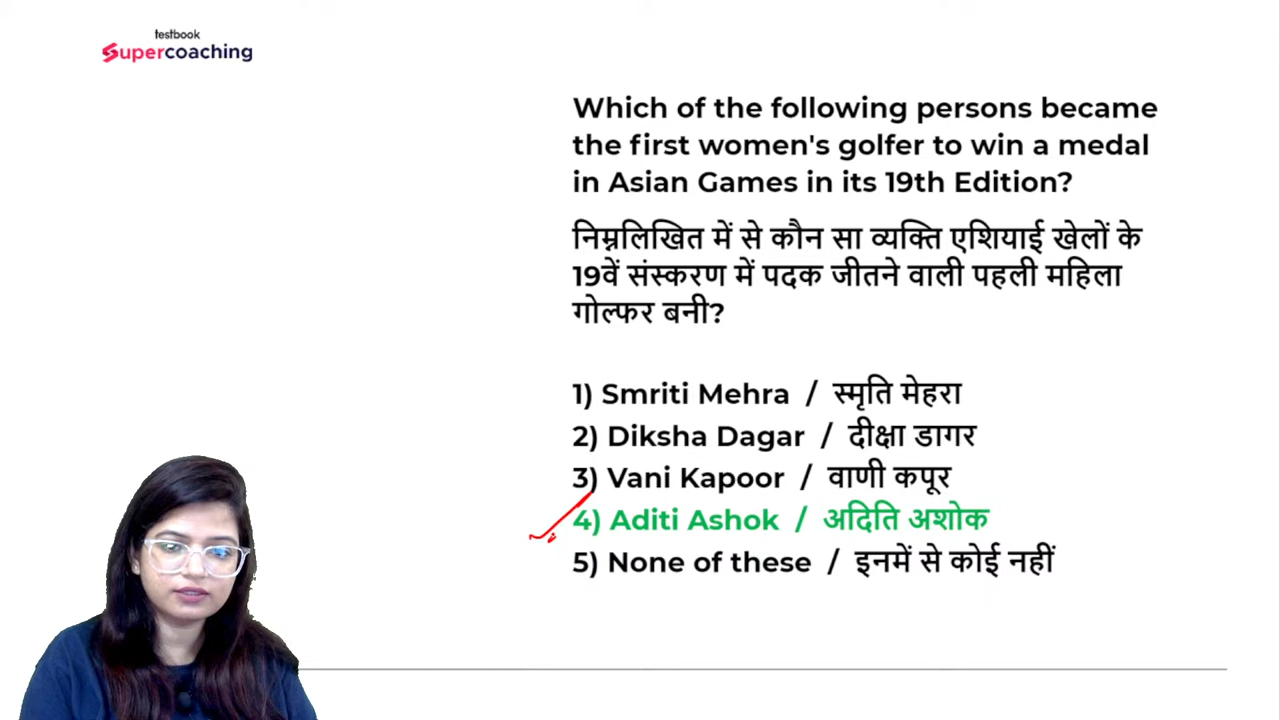 testbook
Supercoaching
Which of the following persons became
the first women's golfer to win a medal
in Asian Games in its 19th Edition?
निम्नलिखित में से कौन सा व्यक्ति एशियाई खेलों के
19वें संस्करण में पदक जीतने वाली पहली महिला
गोल्फर बनी?
1) Smriti Mehra / स्मृति मेहरा
2) Diksha Dagar / दीक्षा डागर
3) Vani Kapoor / वाणी कपूर
4) Aditi Ashok / अदिति अशोक
5) None of these / इनमें से कोई नहीं